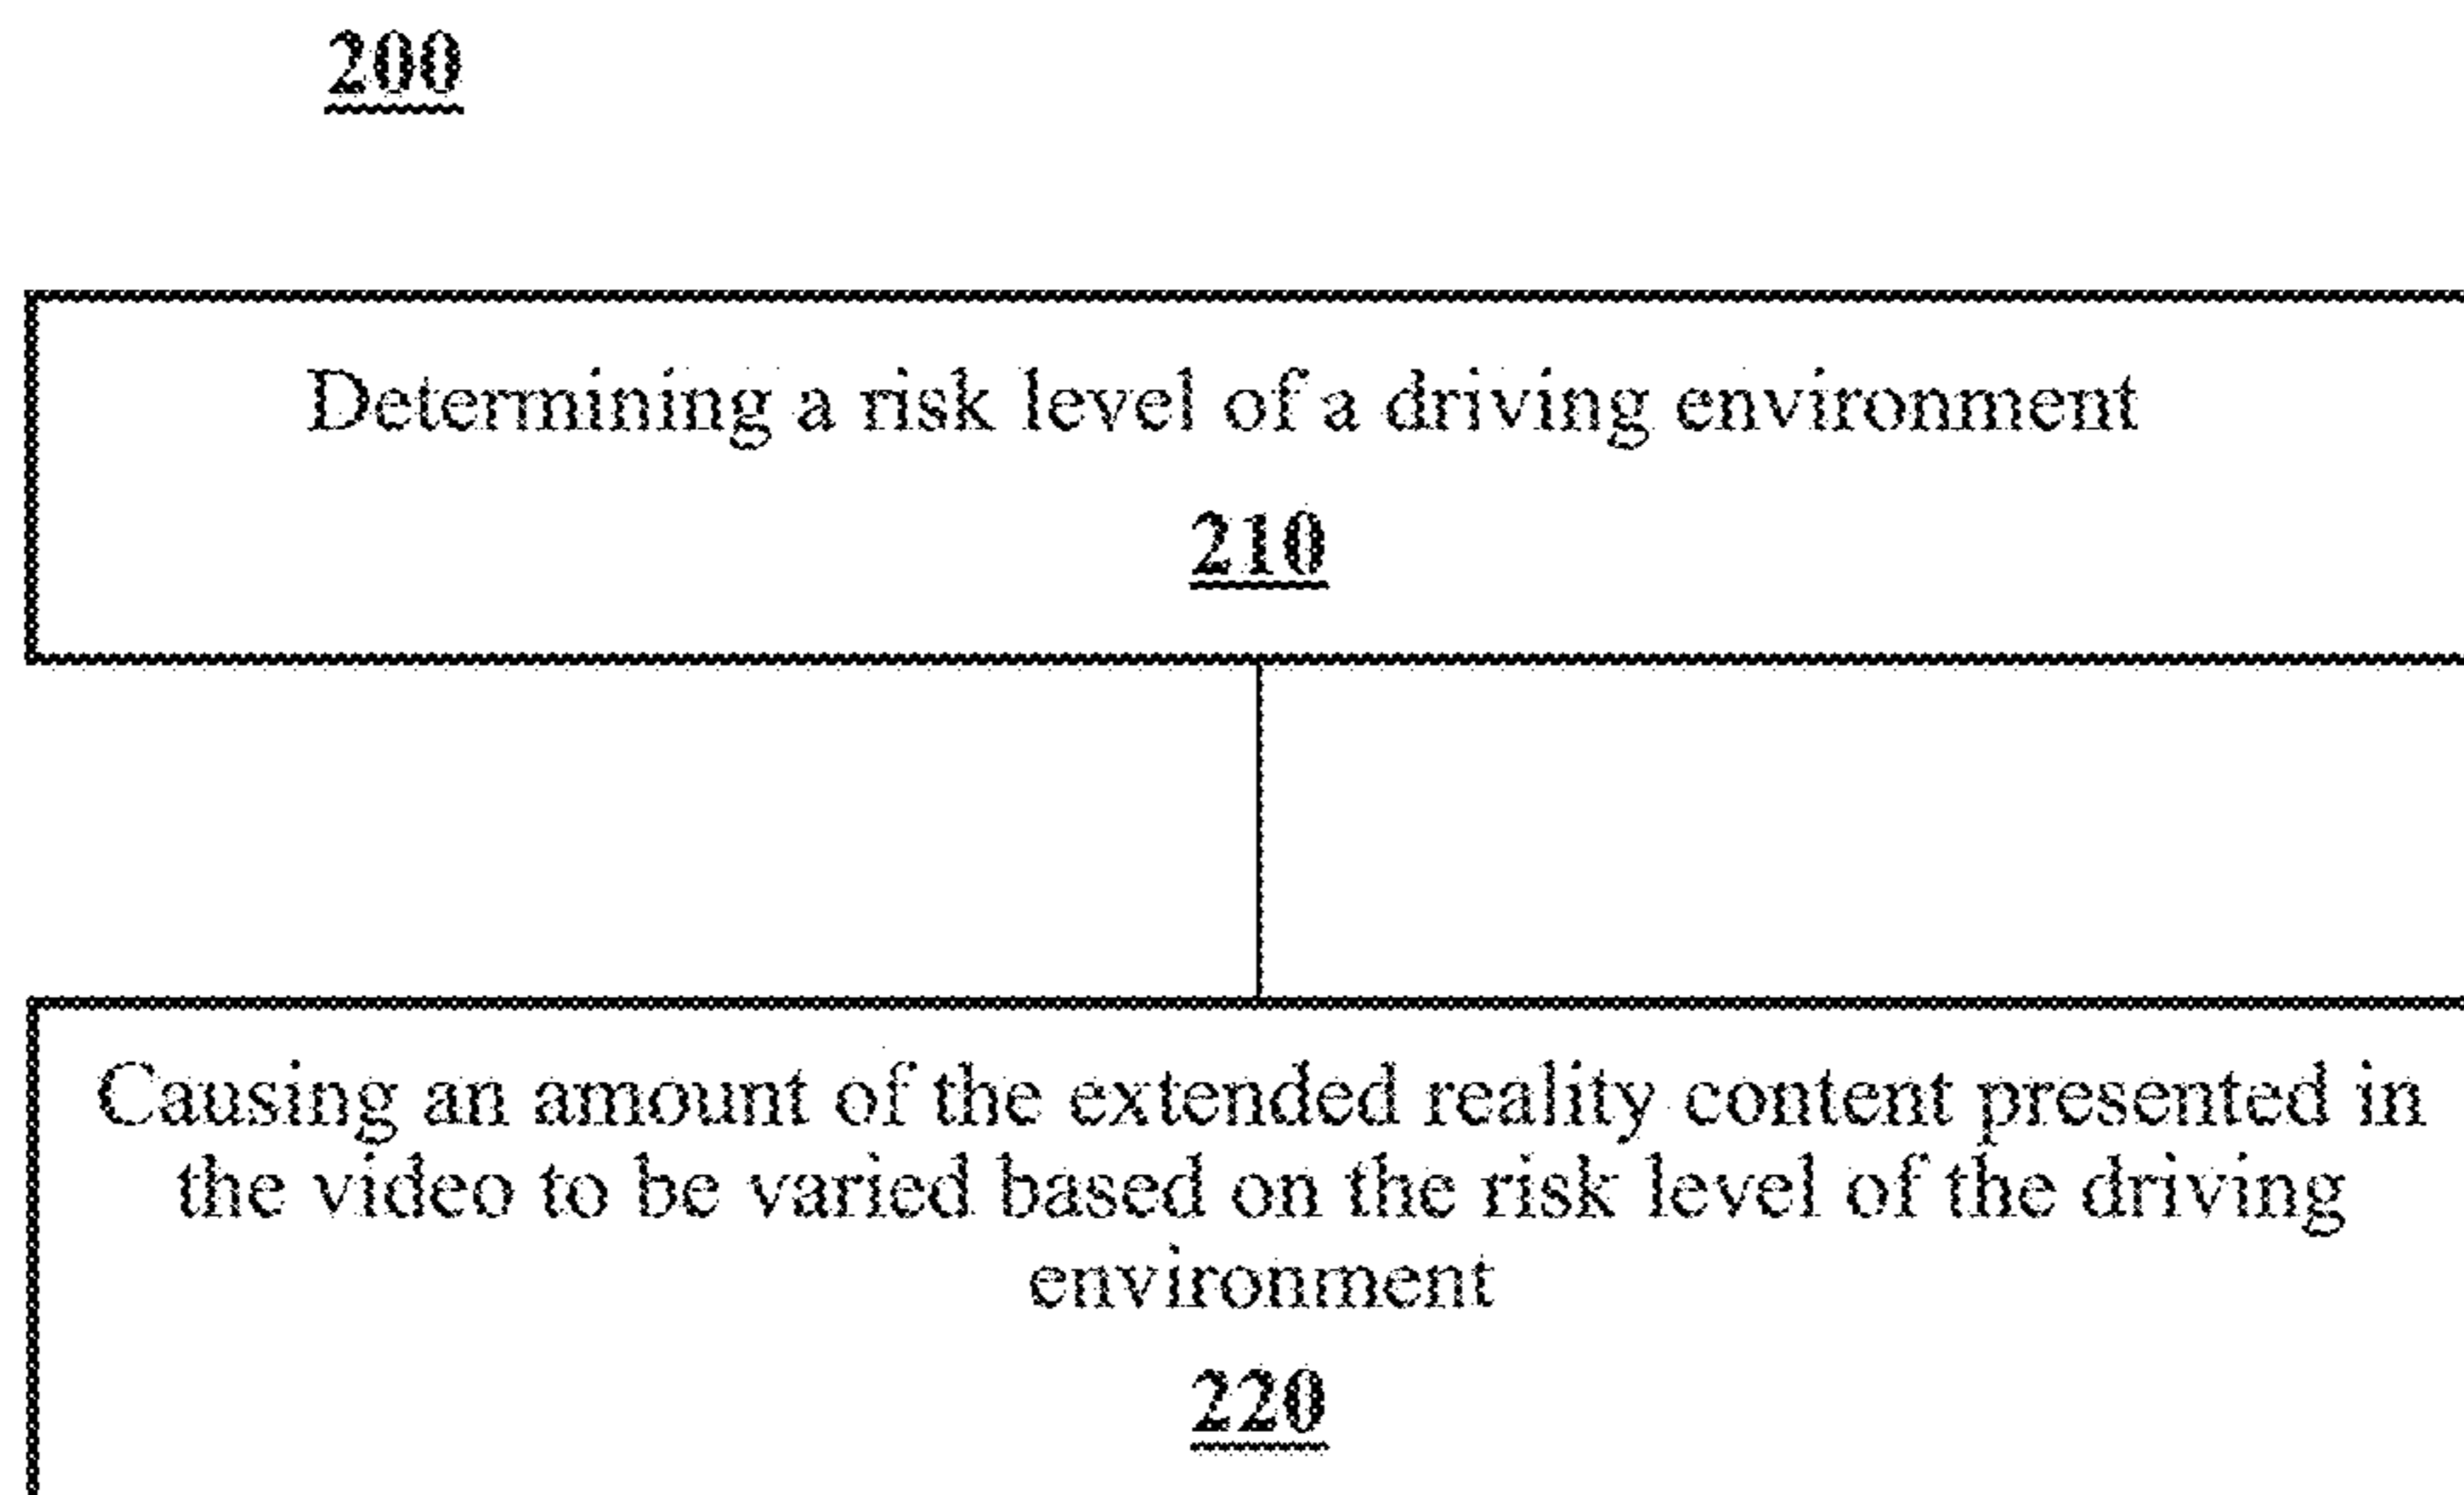 200
Determining a risk level of a driving environment
210
Causing an amount of the extended reality content presented in
the video to be varied based on the risk level of the driving
environment
220